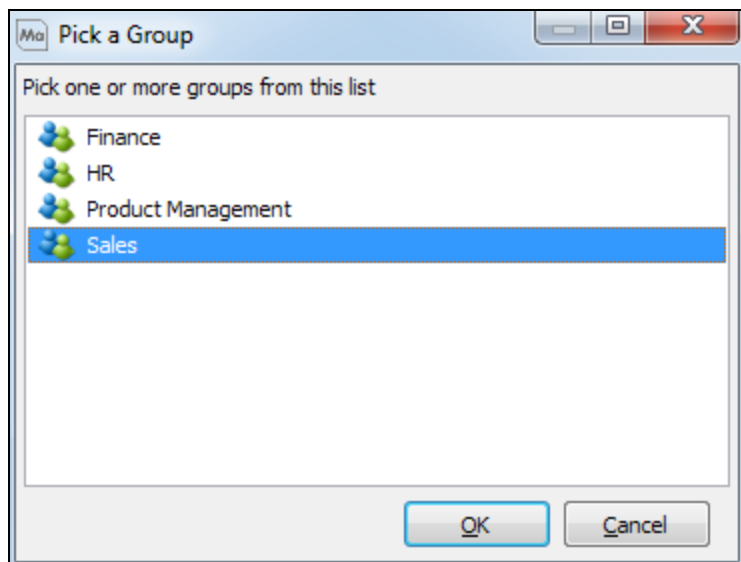 Ma Pick a Group
Pick one or more groups from this list
Finance
HR
Product Management
Sales
OK Cancel